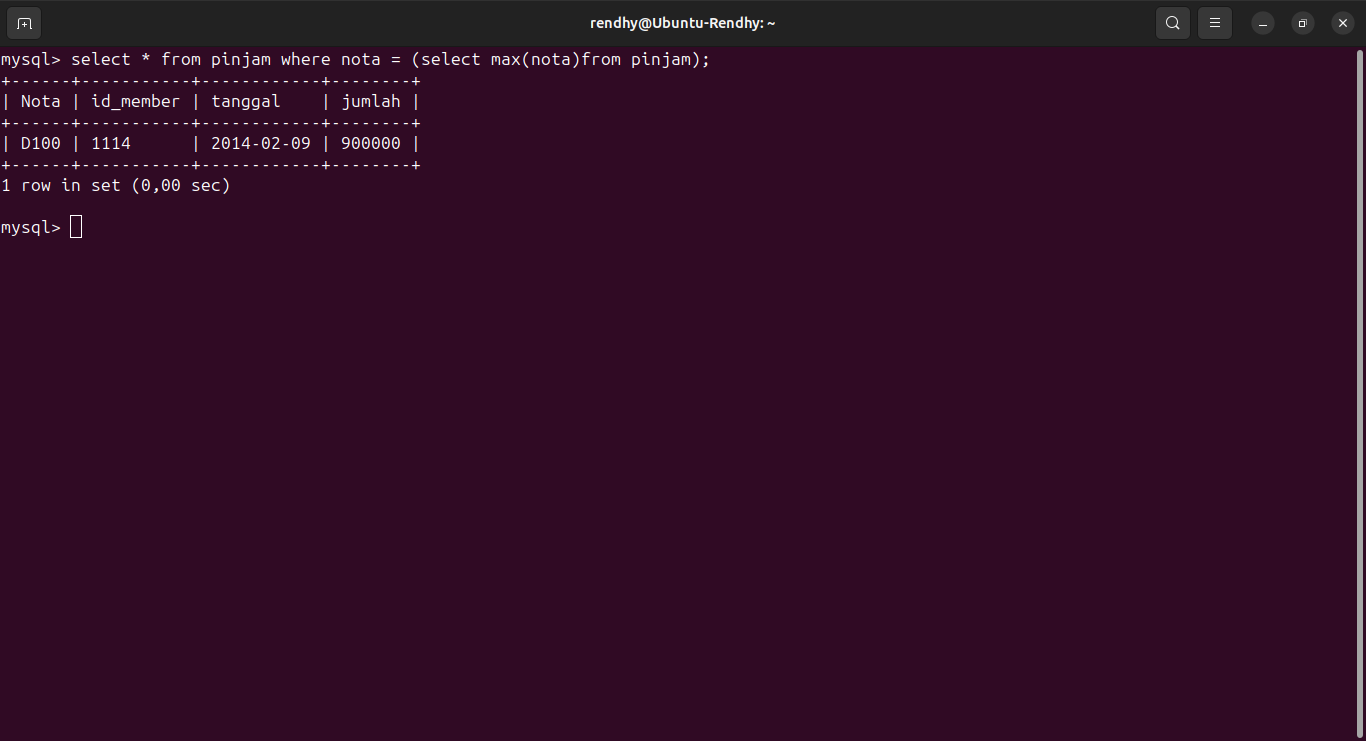 rendhy@Ubuntu-Rendhy: ~
mysql> select * from pinjam where nota = (select max(nota)from pinjam);
+------+-----------+------------+--------+
| Nota | id_member | tanggal    | jumlah |
+------+-----------+------------+--------+
| D100 | 1114      | 2014-02-09 | 900000 |
+------+-----------+------------+--------+
1 row in set (0,00 sec)
mysql>